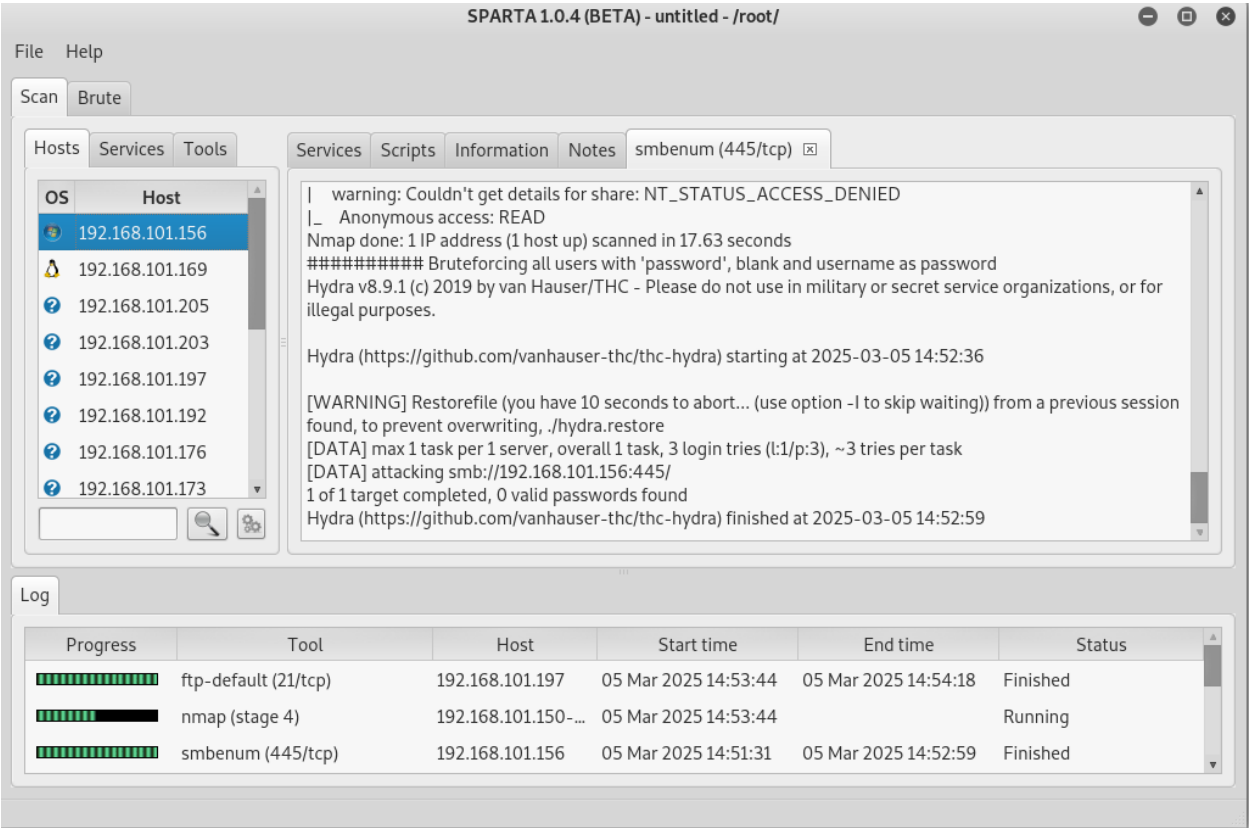 SPARTA 1.0.4 (BETA) - untitled - /root/
File Help
Scan Brute
Hosts Services Tools
OS Host
192.168.101.156
192.168.101.169
192.168.101.205
192.168.101.203
192.168.101.197
192.168.101.192
192.168.101.176
192.168.101.173
Services Scripts Information Notes smbenum (445/tcp)
| warning: Couldn't get details for share: NT_STATUS_ACCESS_DENIED
|_ Anonymous access: READ
Nmap done: 1 IP address (1 host up) scanned in 17.63 seconds
########## Bruteforcing all users with 'password', blank and username as password
Hydra v8.9.1 (c) 2019 by van Hauser/THC - Please do not use in military or secret service organizations, or for
illegal purposes.
Hydra (https://github.com/vanhauser-thc/thc-hydra) starting at 2025-03-05 14:52:36
[WARNING] Restorefile (you have 10 seconds to abort... (use option -I to skip waiting)) from a previous session
found, to prevent overwriting, ./hydra.restore
[DATA] max 1 task per 1 server, overall 1 task, 3 login tries (l:1/p:3), ~3 tries per task
[DATA] attacking smb://192.168.101.156:445/
1 of 1 target completed, 0 valid passwords found
Hydra (https://github.com/vanhauser-thc/thc-hydra) finished at 2025-03-05 14:52:59
Log
Progress Tool Host Start time End time Status
ftp-default (21/tcp) 192.168.101.197 05 Mar 2025 14:53:44 05 Mar 2025 14:54:18 Finished
nmap (stage 4) 192.168.101.150-... 05 Mar 2025 14:53:44 Running
smbenum (445/tcp) 192.168.101.156 05 Mar 2025 14:51:31 05 Mar 2025 14:52:59 Finished